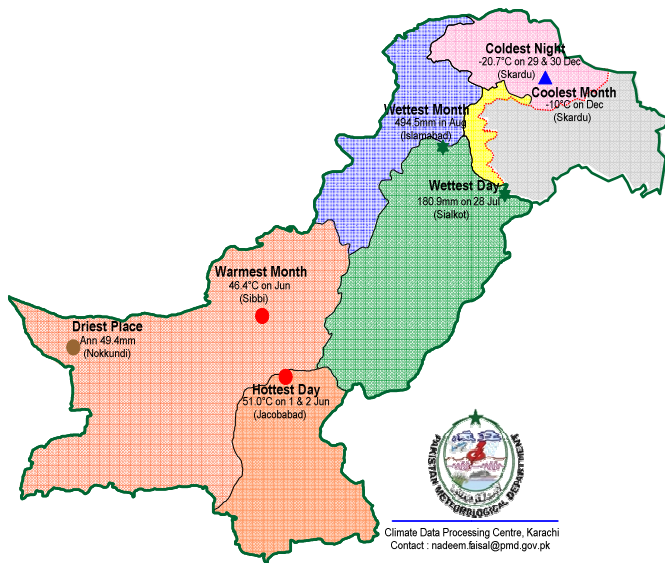 Coldest Night
-20.7°C on 29 & 30 Dec
(Skardu)
Coolest Month
-10°C on Dec
(Skardu)
Wettest Month
494.5mm in Aug
(Islamabad)
Wettest Day
180.9mm on 28 Jul
(Sialkot)
Warmest Month
46.4°C on Jun
(Sibbi)
Driest Place
Ann 49.4mm
(Nokkundi)
Hottest Day
51.0°C on 1 & 2 Jun
(Jacobabad)
PAKISTAN METEOROLOGICAL DEPARTMENT
Climate Data Processing Centre, Karachi
Contact : nadeem.faisal@pmd.gov.pk